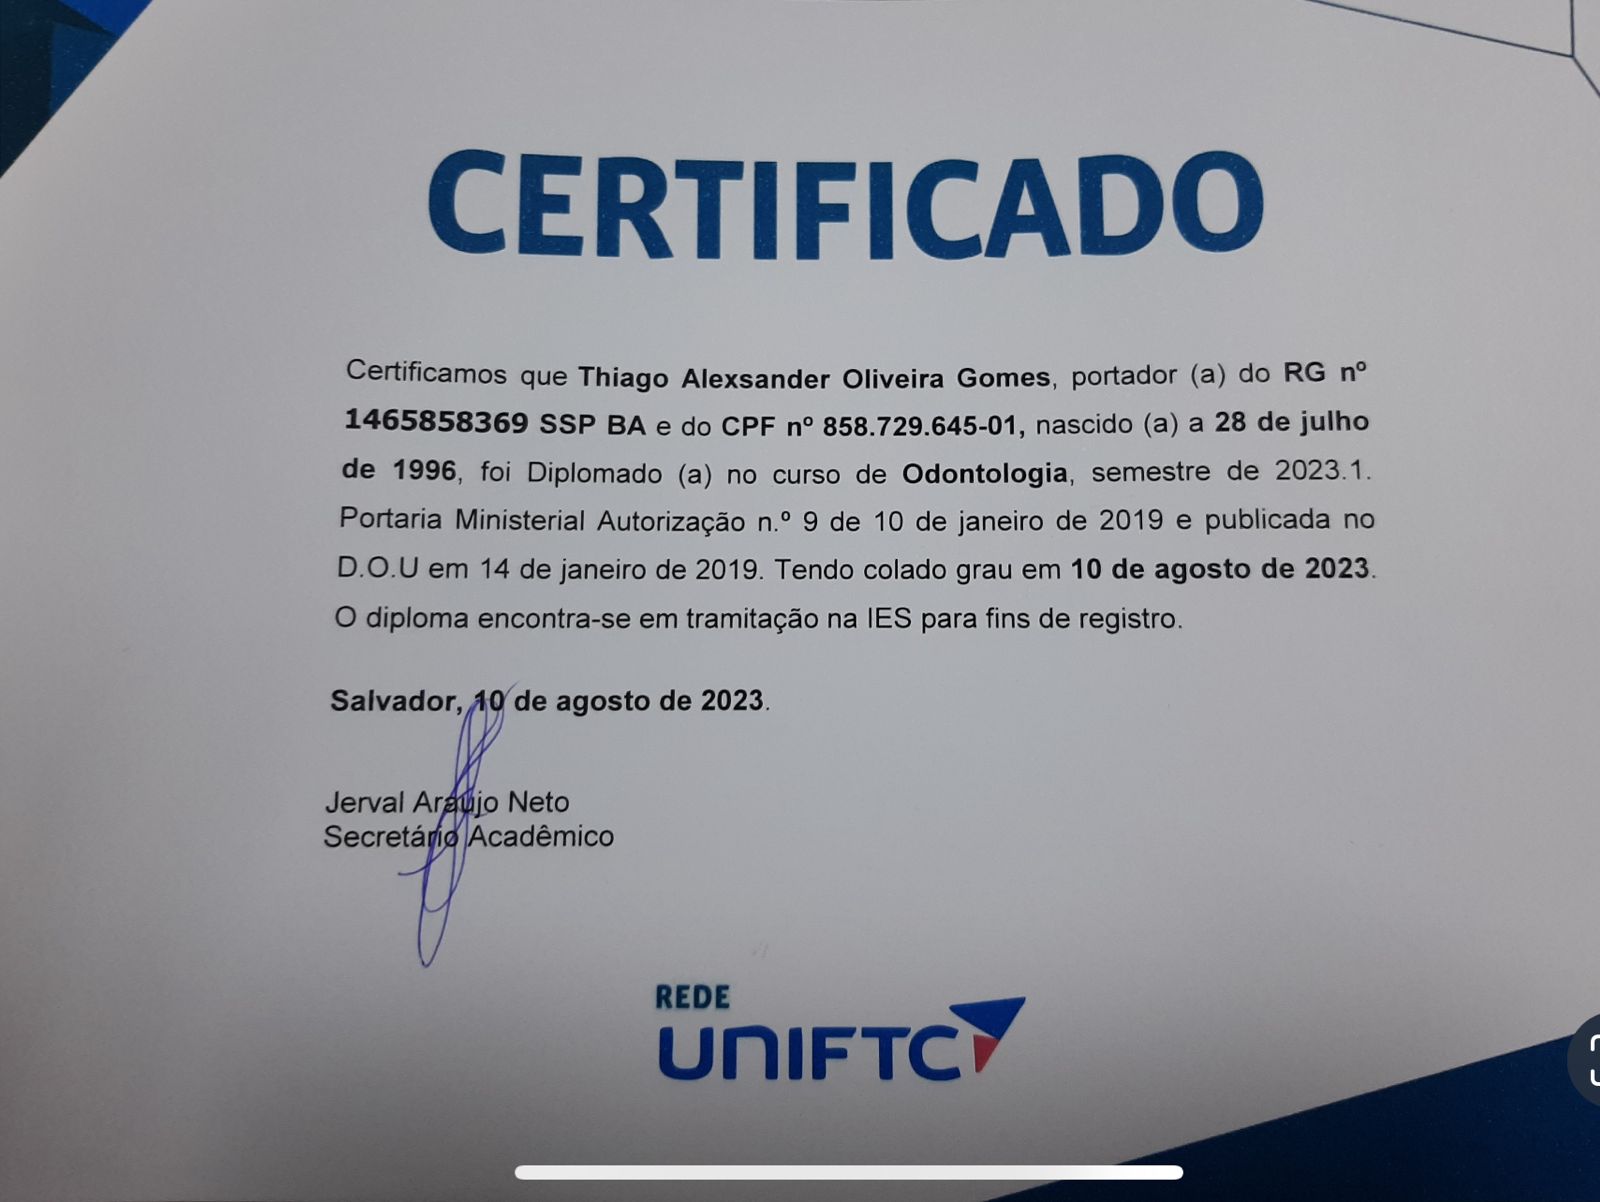 CERTIFICADO
Certificamos que Thiago Alexsander Oliveira Gomes, portador (a) do RG nº
1465858369 SSP BA e do CPF nº 858.729.645-01, nascido (a) a 28 de julho
de 1996, foi Diplomado (a) no curso de Odontologia, semestre de 2023.1.
Portaria Ministerial Autorização n.º 9 de 10 de janeiro de 2019 e publicada no
D.O.U em 14 de janeiro de 2019. Tendo colado grau em 10 de agosto de 2023.
O diploma encontra-se em tramitação na IES para fins de registro.
Salvador, 10 de agosto de 2023.
Jerval Araújo Neto
Secretário Acadêmico
REDE
UNIFTC